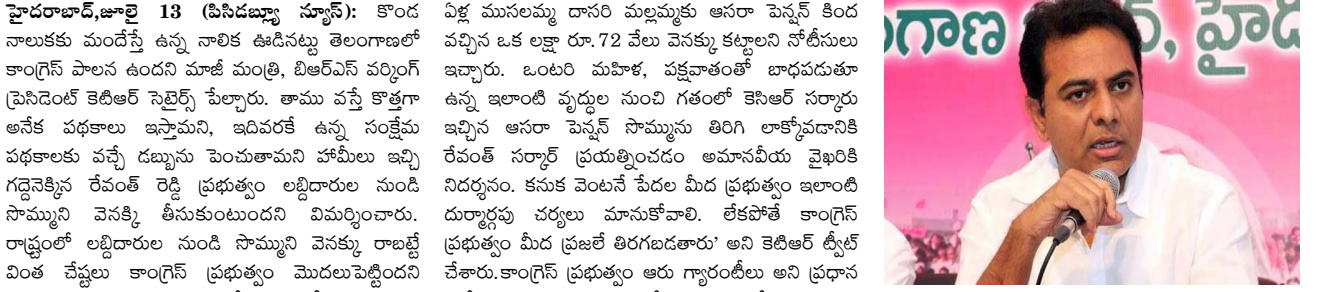 హైదరాబాద్,జూలై 13 (పిసిడబ్ల్యూ న్యూస్): కొండ
నాలుకకు మందేస్తే ఉన్న నాలిక ఊడినట్టు తెలంగాణలో
కాంగ్రెస్ పాలన ఉందని మాజీ మంత్రి, బిఆర్ఎస్ వర్కింగ్
ప్రెసిడెంట్ కెటిఆర్ సెటైర్స్ పేల్చారు. తాము వస్తే కొత్తగా
అనేక పథకాలు ఇస్తామని, ఇదివరకే ఉన్న సంక్షేమ
పథకాలకు వచ్చే డబ్బును పెంచుతామని హామీలు ఇచ్చి
గద్దెనెక్కిన రేవంత్ రెడ్డి ప్రభుత్వం లబ్దిదారుల నుండి
సొమ్ముని వెనక్కి తీసుకుంటుందని విమర్శించారు.
రాష్ట్రంలో లబ్దిదారుల నుండి సొమ్ముని వెనక్కు రాబట్టే
వింత చేష్టలు కాంగ్రెస్ ప్రభుత్వం మొదలుపెట్టిందని
ఏళ్ల ముసలమ్మ దాసరి మల్లమ్మకు ఆసరా పెన్షన్ కింద
వచ్చిన ఒక లక్షా రూ.72 వేలు వెనక్కు కట్టాలని నోటీసులు
ఇచ్చారు. ఒంటరి మహిళ, పక్షవాతంతో బాధపడుతూ
ఉన్న ఇలాంటి వృద్ధుల నుంచి గతంలో కెసిఆర్ సర్కారు
ఇచ్చిన ఆసరా పెన్షన్ సొమ్మును తిరిగి లాక్కోవడానికి
రేవంత్ సర్కార్ ప్రయత్నించడం అమానవీయ వైఖరికి
నిదర్శనం. కనుక వెంటనే పేదల మీద ప్రభుత్వం ఇలాంటి
దుర్మార్గపు చర్యలు మానుకోవాలి. లేకపోతే కాంగ్రెస్
ప్రభుత్వం మీద ప్రజలే తిరగబడతారు' అని కెటిఆర్ ట్వీట్
చేశారు.కాంగ్రెస్ ప్రభుత్వం ఆరు గ్యారంటీలు అని ప్రధాన